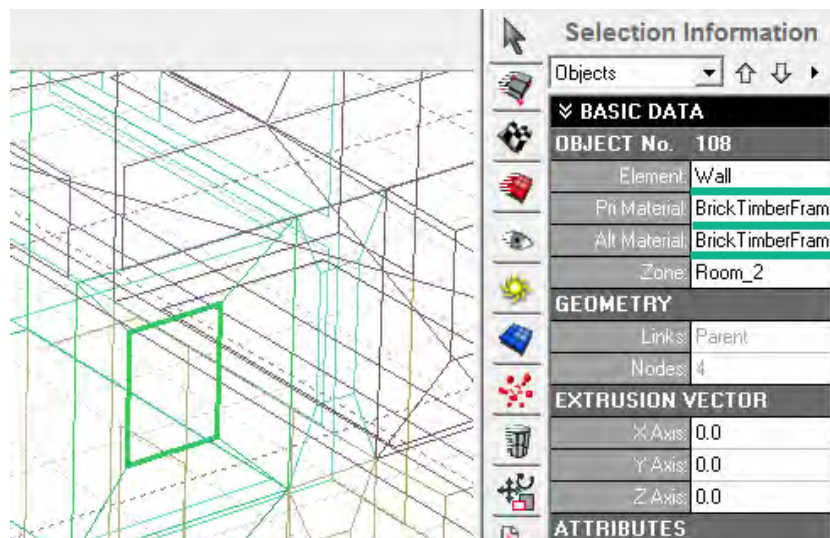 Selection Information
Objects
BASIC DATA
OBJECT No. 108
Element: Wall
Pri Material: BrickTimberFram
Alt Material: BrickTimberFram
Zone: Room_2
GEOMETRY
Links: Parent
Nodes: 4
EXTRUSION VECTOR
X Axis: 0.0
Y Axis: 0.0
Z Axis: 0.0
ATTRIBUTES